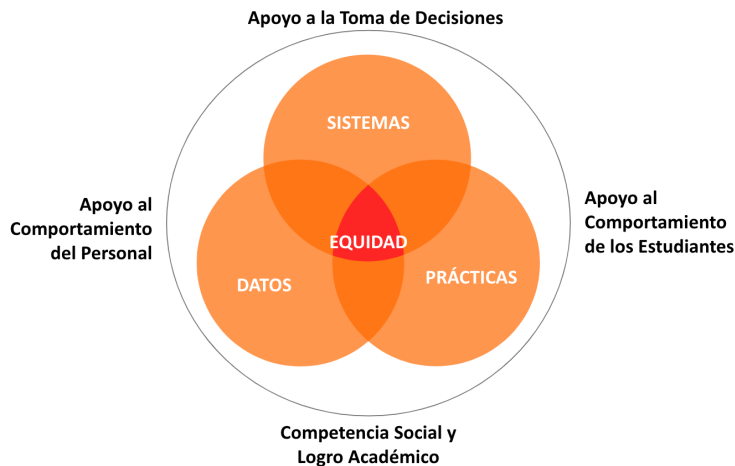 Apoyo a la Toma de Decisiones
SISTEMAS
Apoyo al
Comportamiento
del Personal
Apoyo al
Comportamiento
de los Estudiantes
EQUIDAD
DATOS
PRÁCTICAS
Competencia Social y
Logro Académico